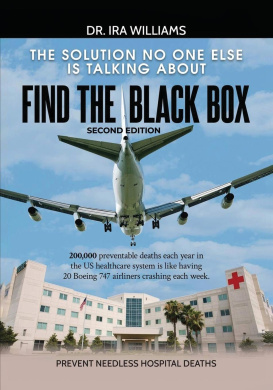 DR. IRA WILLIAMS
THE SOLUTION NO ONE ELSE
IS TALKING ABOUT
FIND THE BLACK BOX
SECOND EDITION
200,000 preventable deaths each year in
the US healthcare system is like having
20 Boeing 747 airliners crashing each week.
PREVENT NEEDLESS HOSPITAL DEATHS